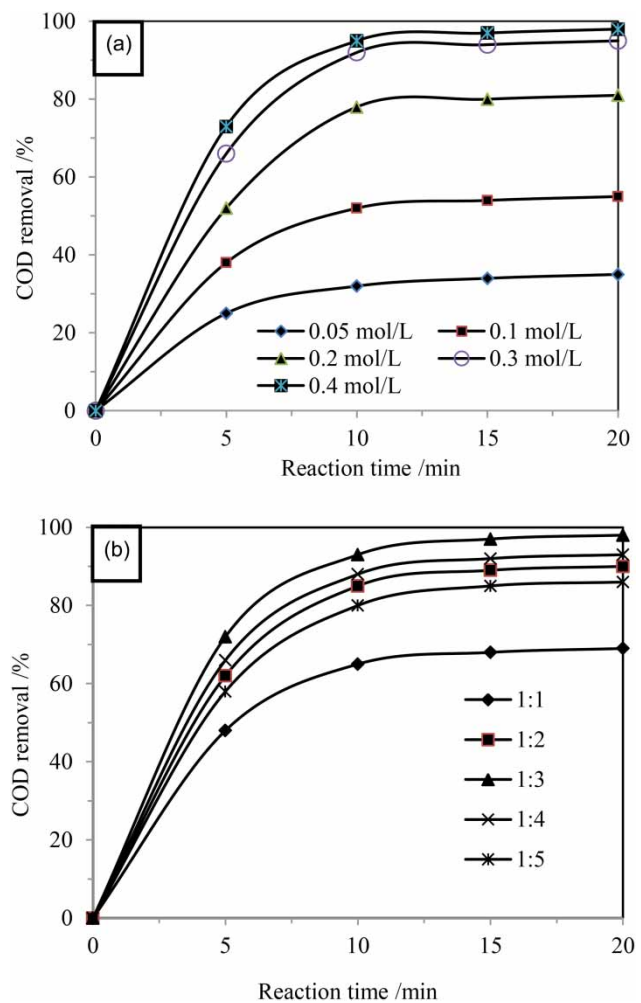 (a)
COD removal /%
100
80
60
40
20
0
0.05 mol/L 0.1 mol/L
0.2 mol/L 0.3 mol/L
0.4 mol/L
0 5 10 15 20
Reaction time /min
(b)
COD removal /%
100
80
60
40
20
0
1:1
1:2
1:3
1:4
1:5
0 5 10 15 20
Reaction time /min